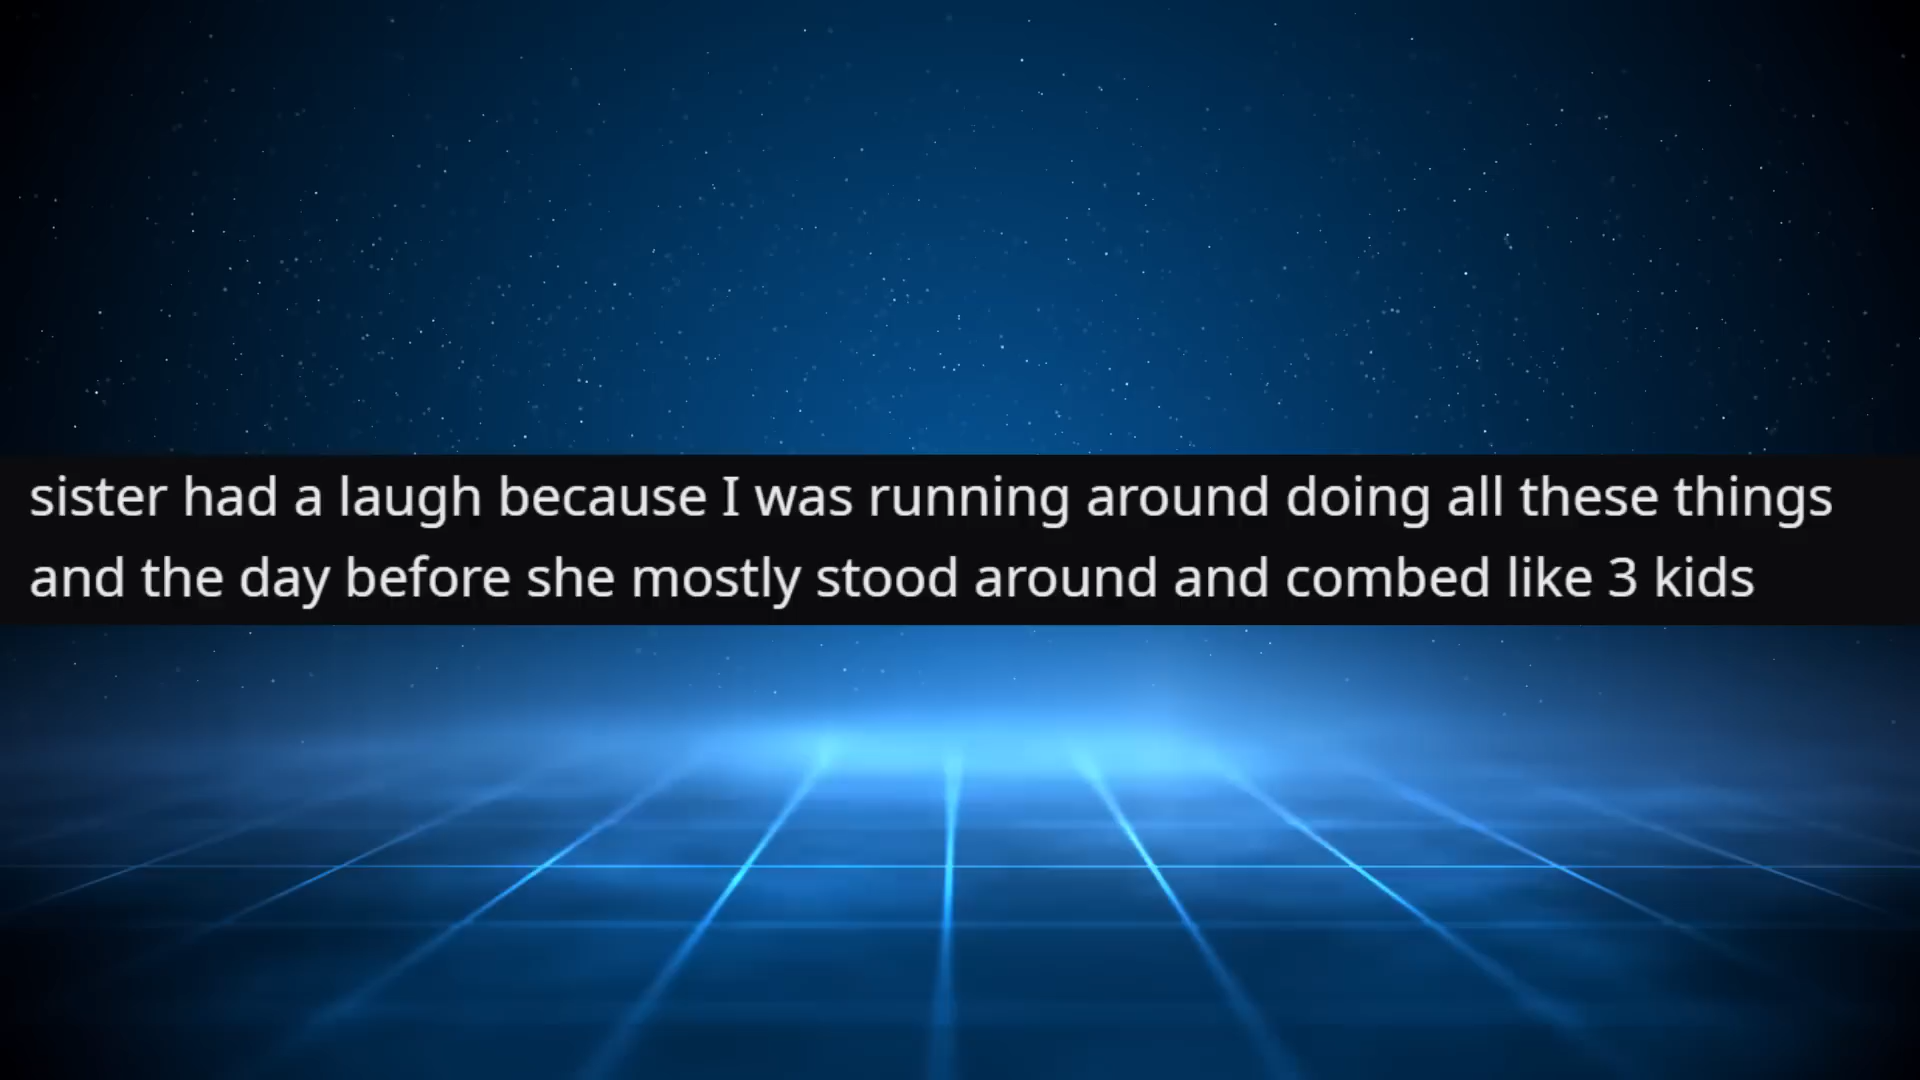 sister had a laugh because I was running around doing all these things
and the day before she mostly stood around and combed like 3 kids